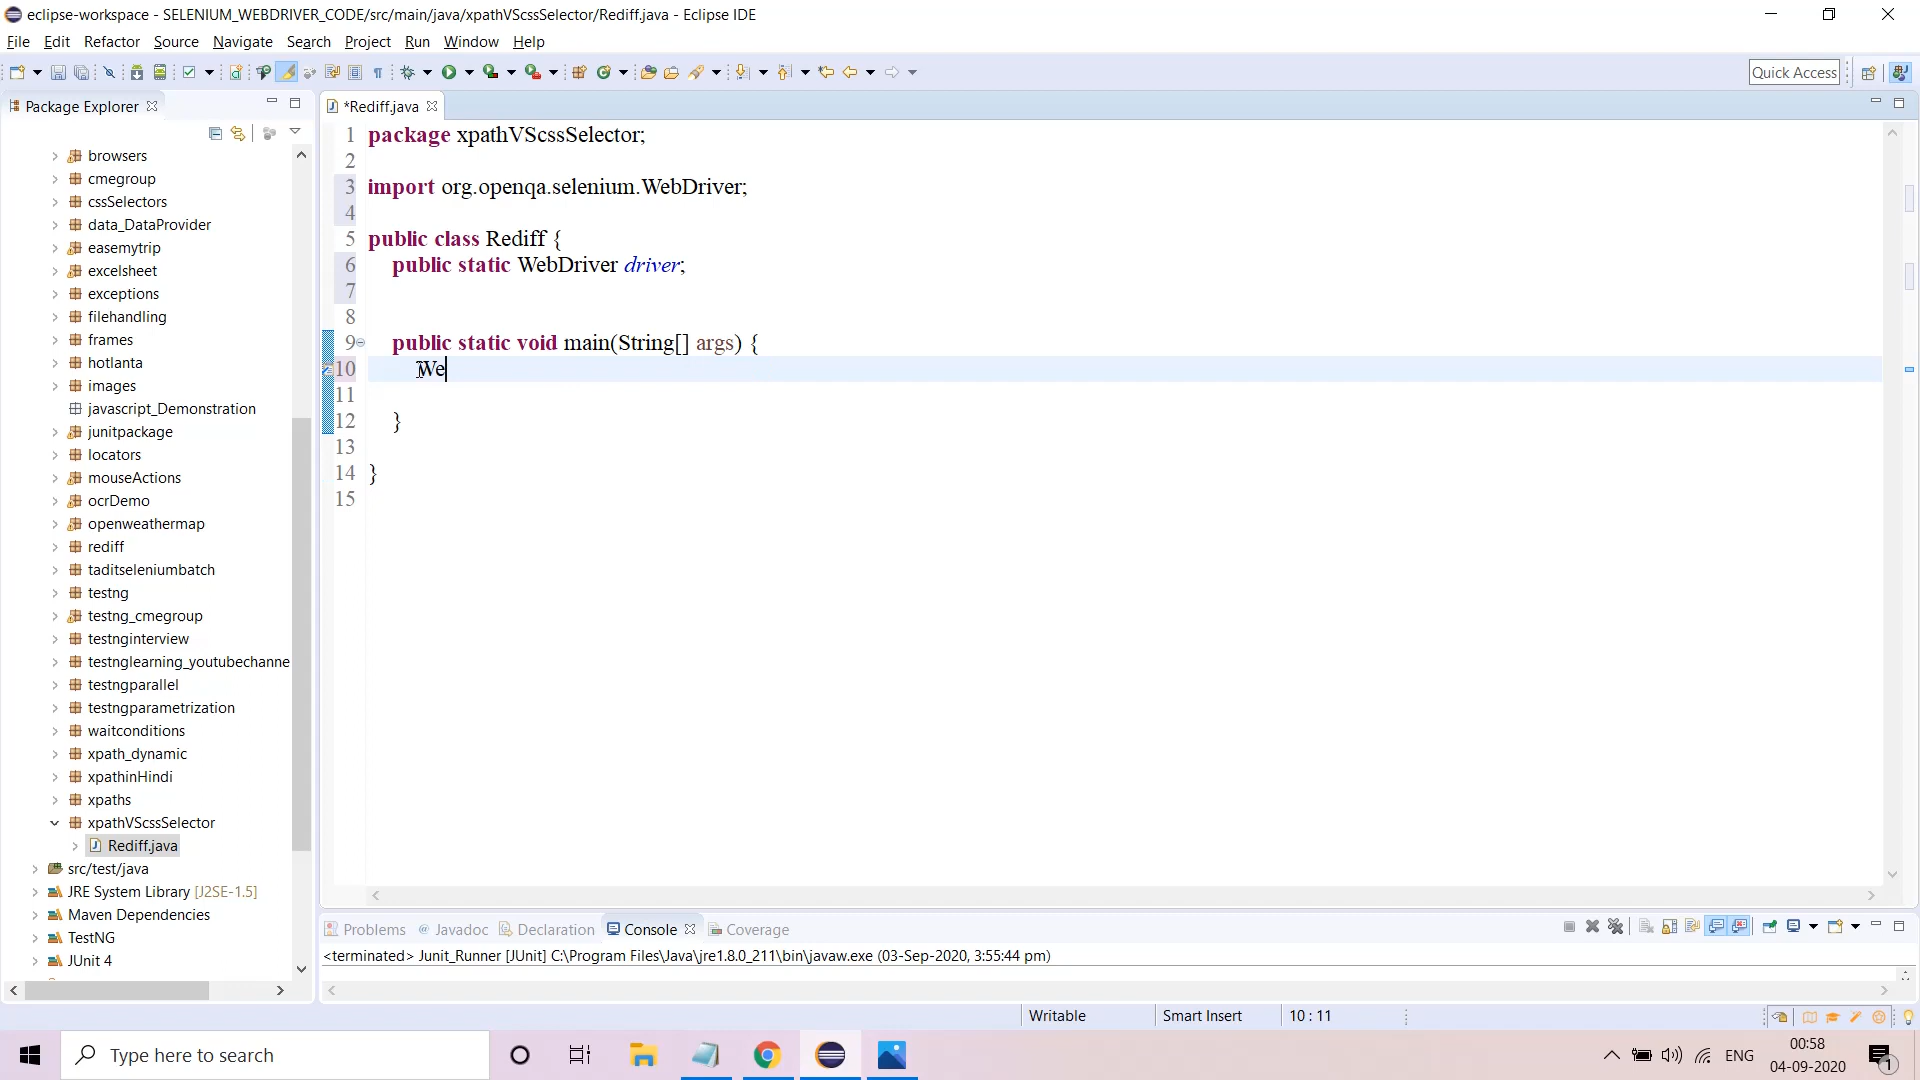 eclipse-workspace - SELENIUM_WEBDRIVER_CODE/src/main/java/xpathVScssSelector/Rediff.java - Eclipse IDE
File Edit Refactor Source Navigate Search Project Run Window Help
Quick Access
Package Explorer
browsers
cmegroup
cssSelectors
data_DataProvider
easemytrip
excelsheet
exceptions
filehandling
frames
hotlanta
images
javascript_Demonstration
junitpackage
locators
mouseActions
ocrDemo
openweathermap
rediff
taditseleniumbatch
testng
testng_cmegroup
testnginterview
testnglearning_youtubechanne
testngparallel
testngparametrization
waitconditions
xpath_dynamic
xpathinHindi
xpaths
xpathVScssSelector
Rediff.java
src/test/java
JRE System Library [J2SE-1.5]
Maven Dependencies
TestNG
JUnit 4
*Rediff.java
1 package xpathVScssSelector;
2
3 import org.openqa.selenium.WebDriver;
4
5 public class Rediff {
6 public static WebDriver driver;
7
8
9 public static void main(String[] args) {
10 We
11
12 }
13
14 }
15
Problems Javadoc Declaration Console Coverage
<terminated> Junit_Runner [JUnit] C:\Program Files\Java\jre1.8.0_211\bin\javaw.exe (03-Sep-2020, 3:55:44 pm)
Writable Smart Insert 10 : 11
Type here to search
ENG
00:58
04-09-2020
1